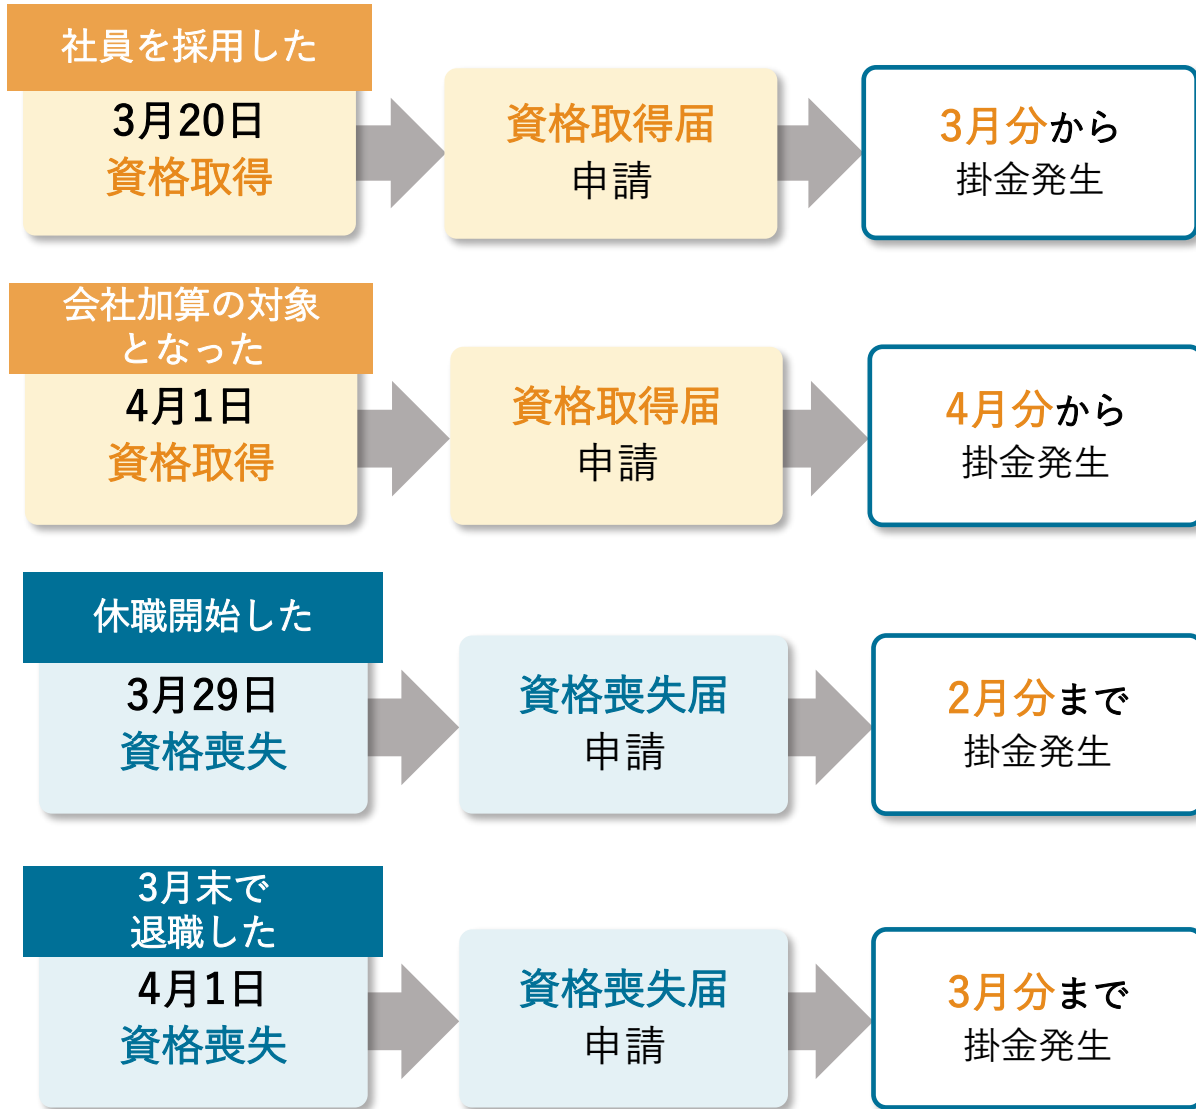 社員を採用した
3月20日
資格取得
資格取得届
申請
3月分から
掛金発生
会社加算の対象
となった
4月1日
資格取得
資格取得届
申請
4月分から
掛金発生
休職開始した
3月29日
資格喪失
資格喪失届
申請
2月分まで
掛金発生
3月末で
退職した
4月1日
資格喪失
資格喪失届
申請
3月分まで
掛金発生